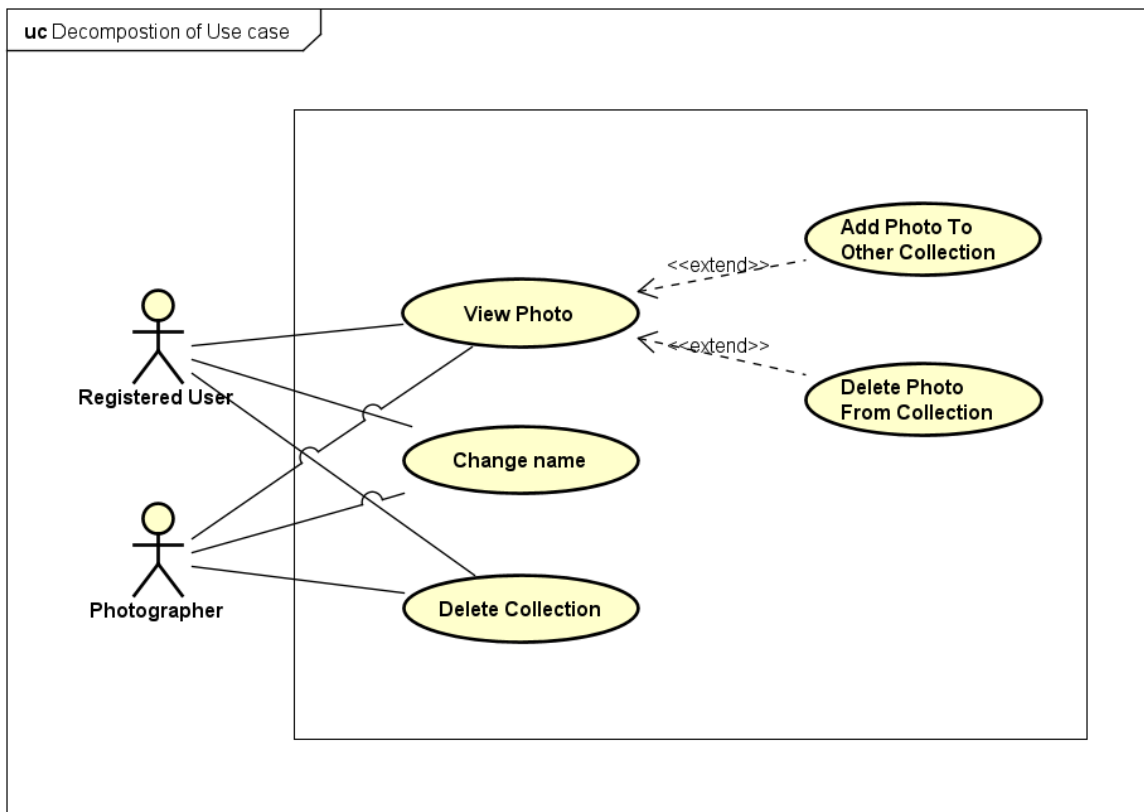 uc Decompostion of Use case
Add Photo To
Other Collection
<<extend>>
View Photo
<<extend>>
Delete Photo
From Collection
Registered User
Change name
Photographer
Delete Collection